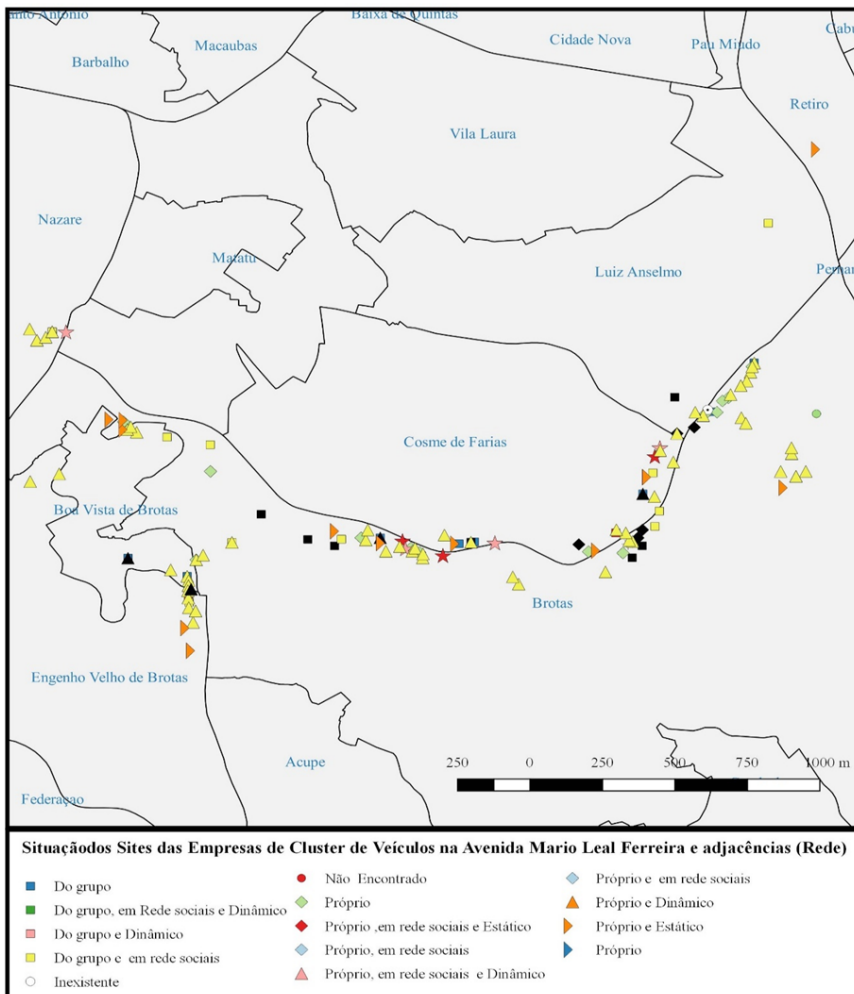 Santo Antonio
Baixa de Quintas
Macaubas
Cidade Nova
Pau Miudo
Barbalho
Retiro
Vila Laura
Nazare
Matatu
Luiz Anselmo
Cosme de Farias
Boa Vista de Brotas
Brotas
Engenho Velho de Brotas
Acupe
Federaçao
250 0 250 500 750 1000 m
Situaçãodos Sites das Empresas de Cluster de Veículos na Avenida Mario Leal Ferreira e adjacências (Rede)
Do grupo
Do grupo, em Rede sociais e Dinâmico
Do grupo e Dinâmico
Do grupo e em rede sociais
Inexistente
Não Encontrado
Próprio
Próprio ,em rede sociais e Estático
Próprio, em rede sociais
Próprio, em rede sociais e Dinâmico
Próprio e em rede sociais
Próprio e Dinâmico
Próprio e Estático
Próprio